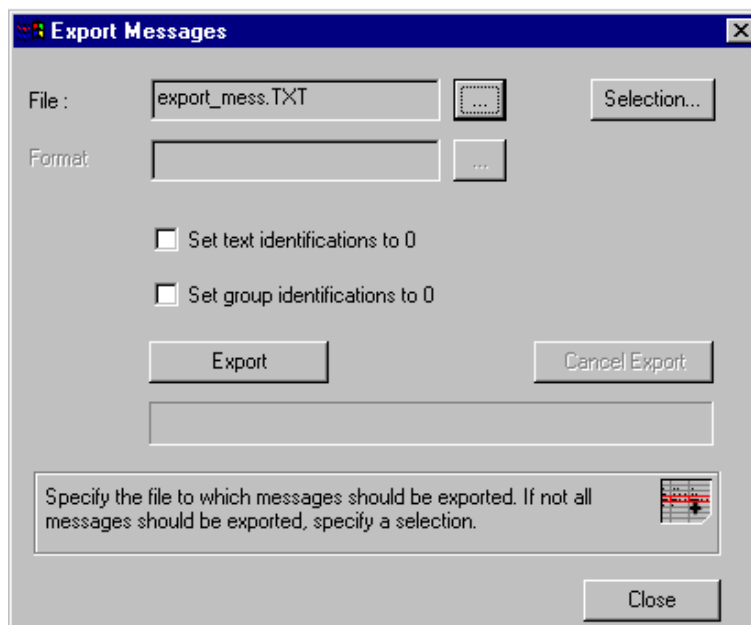 Export Messages
File :
export_mess.TXT
...
Selection...
Format
...
Set text identifications to 0
Set group identifications to 0
Export
Cancel Export
Specify the file to which messages should be exported. If not all
messages should be exported, specify a selection.
Close